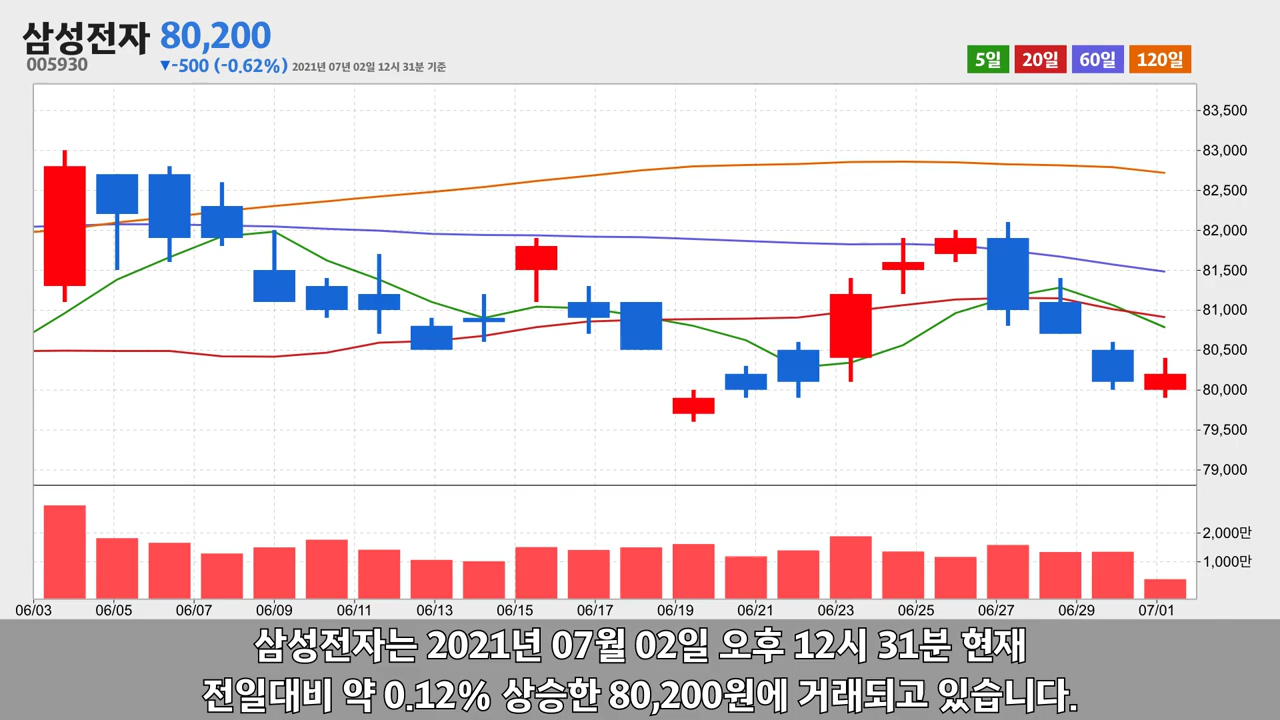 삼성전자 80,200
005930 ▼-500 (-0.62%) 2021년 07년 02일 12시 31분 기준
5일 20일 60일 120일
83,500
83,000
82,500
82,000
81,500
81,000
80,500
80,000
79,500
79,000
2,000만
1,000만
06/03 06/05 06/07 06/09 06/11 06/13 06/15 06/17 06/19 06/21 06/23 06/25 06/27 06/29 07/01
삼성전자는 2021년 07월 02일 오후 12시 31분 현재
전일대비 약 0.12% 상승한 80,200원에 거래되고 있습니다.